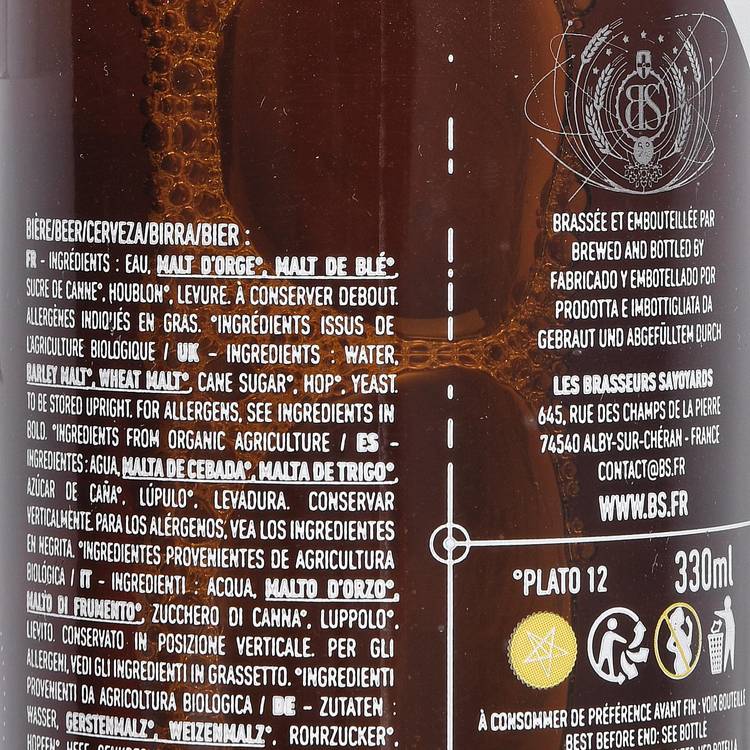 BIÈRE/BEER/CERVEZA/BIRRA/BIER :
FR - INGRÉDIENTS : EAU, MALT D'ORGE°, MALT DE BLÉ°,
SUCRE DE CANNE°, HOUBLON°, LEVURE. À CONSERVER DEBOUT.
ALLERGÈNES INDIQUÉS EN GRAS. °INGRÉDIENTS ISSUS DE
L'AGRICULTURE BIOLOGIQUE / UK - INGREDIENTS : WATER,
BARLEY MALT°, WHEAT MALT°, CANE SUGAR°, HOP°, YEAST.
TO BE STORED UPRIGHT. FOR ALLERGENS, SEE INGREDIENTS IN
BOLD. °INGREDIENTS FROM ORGANIC AGRICULTURE / ES -
INGREDIENTES : AGUA, MALTA DE CEBADA°, MALTA DE TRIGO°,
AZÚCAR DE CAÑA°, LÚPULO°, LEVADURA. CONSERVAR
VERTICALMENTE. PARA LOS ALÉRGENOS, VEA LOS INGREDIENTES
EN NEGRITA. °INGREDIENTES PROVENIENTES DE AGRICULTURA
BIOLÓGICA / IT - INGREDIENTI : ACQUA, MALTO D'ORZO°,
MALTO DI FRUMENTO°, ZUCCHERO DI CANNA°, LUPPOLO°,
LIEVITO. CONSERVATO IN POSIZIONE VERTICALE. PER GLI
ALLERGENI, VEDI GLI INGREDIENTI IN GRASSETTO. °INGREDIENTI
PROVENIENTI DA AGRICOLTURA BIOLOGICA / DE - ZUTATEN :
WASSER, GERSTENMALZ°, WEIZENMALZ°, ROHRZUCKER°,
BS
BRASSÉE ET EMBOUTEILLÉE PAR
BREWED AND BOTTLED BY
FABRICADO Y EMBOTELLADO POR
PRODOTTA E IMBOTTIGLIATA DA
GEBRAUT UND ABGEFÜLLTEM DURCH
LES BRASSEURS SAVOYARDS
645, RUE DES CHAMPS DE LA PIERRE
74540 ALBY-SUR-CHÉRAN - FRANCE
CONTACT@BS.FR
WWW.BS.FR
°PLATO 12 330ml
À CONSOMMER DE PRÉFÉRENCE AVANT FIN : VOIR BOUTEILLE
BEST BEFORE END: SEE BOTTLE